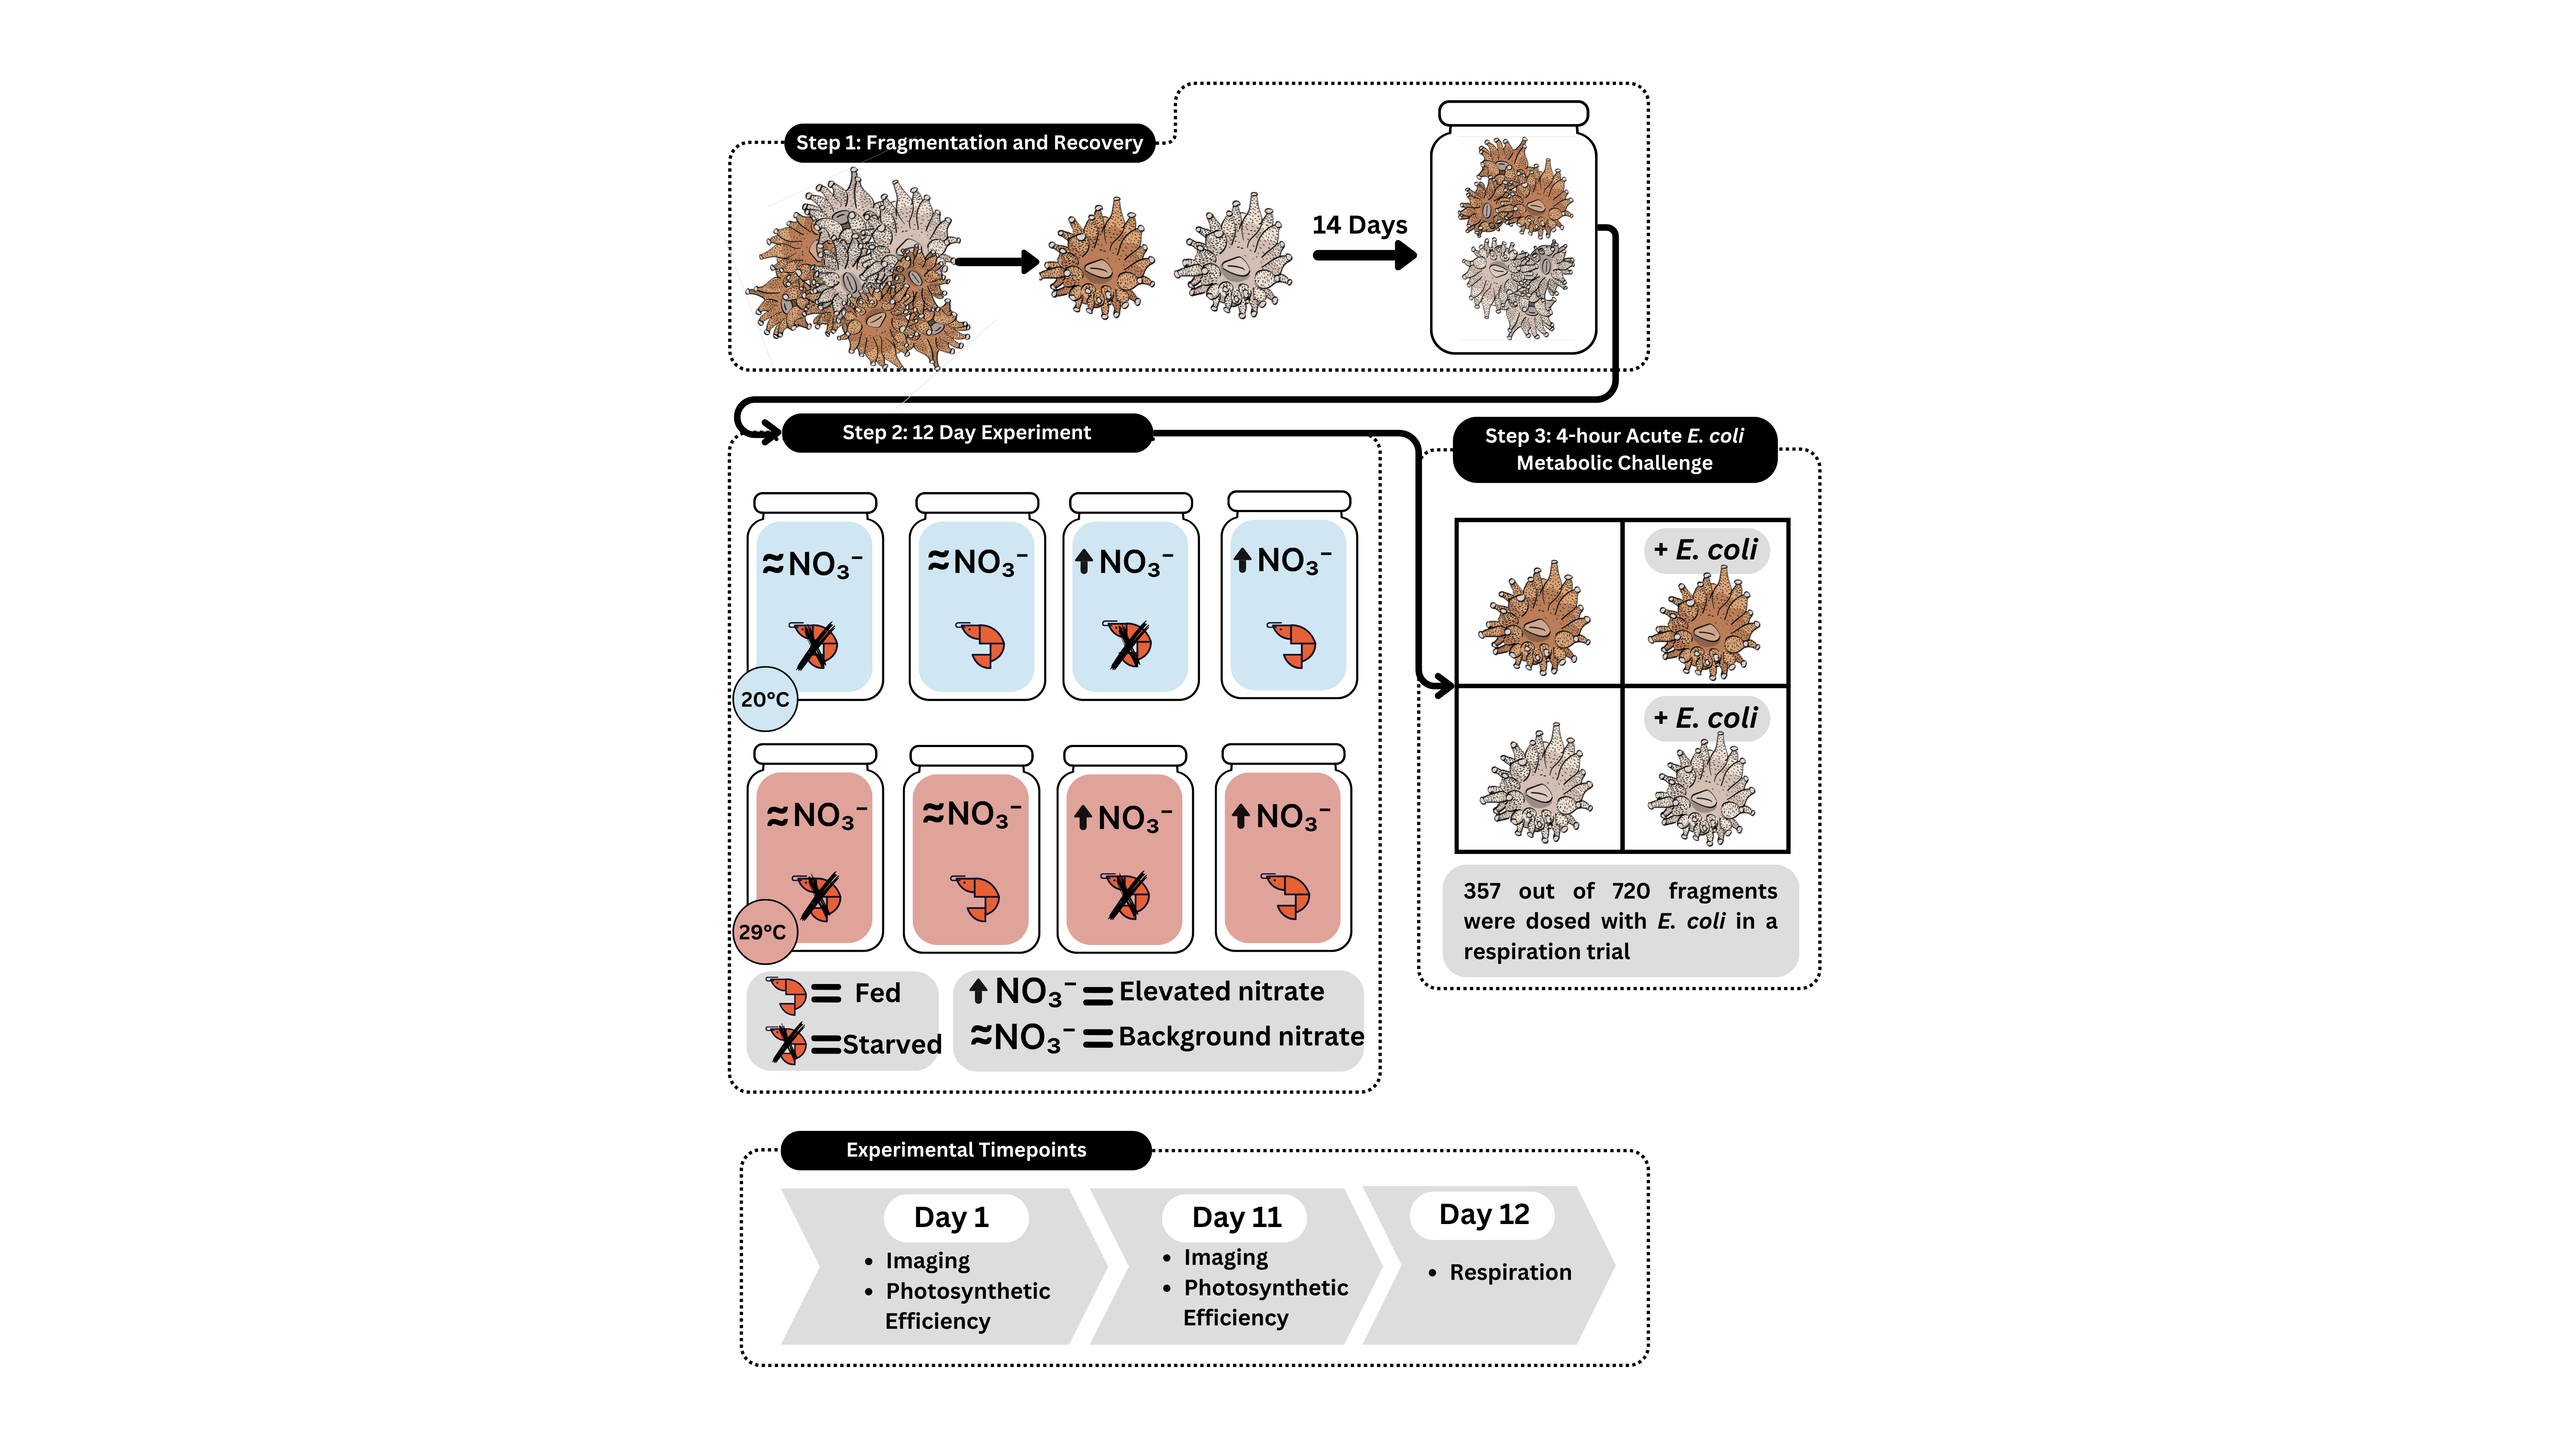 Step 1: Fragmentation and Recovery
14 Days
Step 2: 12 Day Experiment
≈NO₃⁻
≈NO₃⁻
↑NO₃⁻
↑NO₃⁻
20°C
≈NO₃⁻
≈NO₃⁻
↑NO₃⁻
↑NO₃⁻
29°C
= Fed
= Starved
↑NO₃⁻ = Elevated nitrate
≈NO₃⁻ = Background nitrate
Step 3: 4-hour Acute E. coli
Metabolic Challenge
+ E. coli
+ E. coli
357 out of 720 fragments
were dosed with E. coli in a
respiration trial
Experimental Timepoints
Day 1
• Imaging
• Photosynthetic
Efficiency
Day 11
• Imaging
• Photosynthetic
Efficiency
Day 12
• Respiration